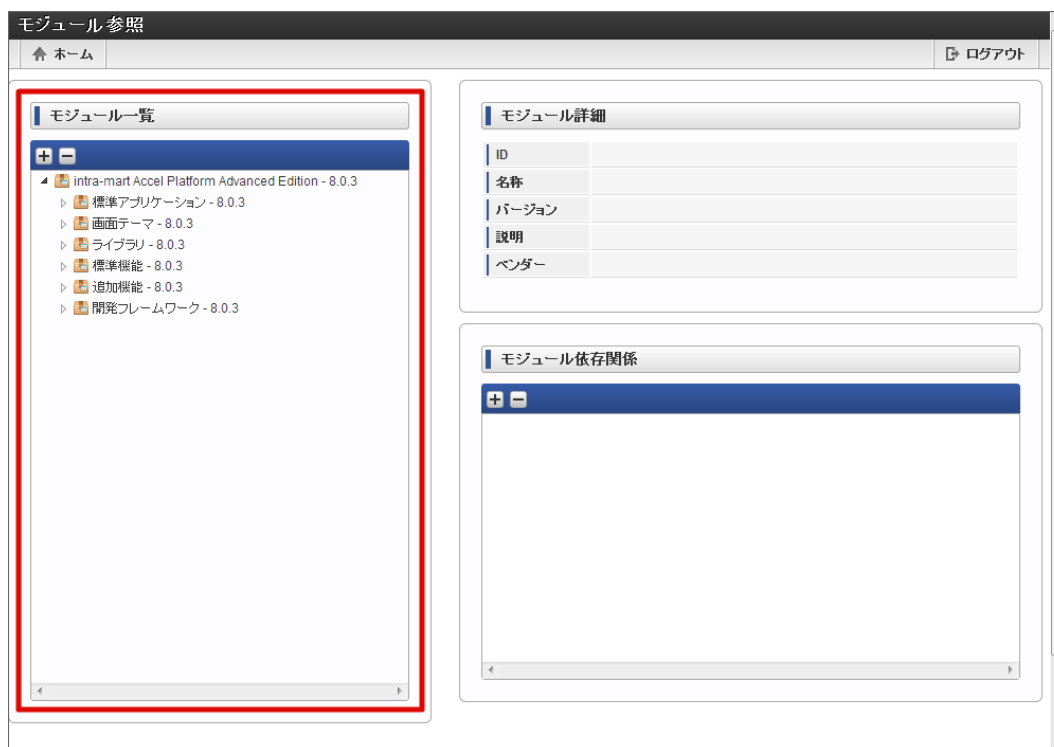 モジュール参照
ホーム
ログアウト
モジュール一覧
intra-mart Accel Platform Advanced Edition - 8.0.3
標準アプリケーション - 8.0.3
画面テーマ - 8.0.3
ライブラリ - 8.0.3
標準機能 - 8.0.3
追加機能 - 8.0.3
開発フレームワーク - 8.0.3
モジュール詳細
ID
名称
バージョン
説明
ベンダー
モジュール依存関係